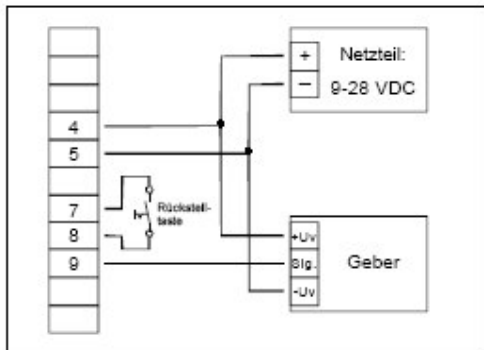 +
Netzteil:
−
9-28 VDC
4
5
7
Rückstell-
taste
8
9
+Uv
Sig.
-Uv
Geber